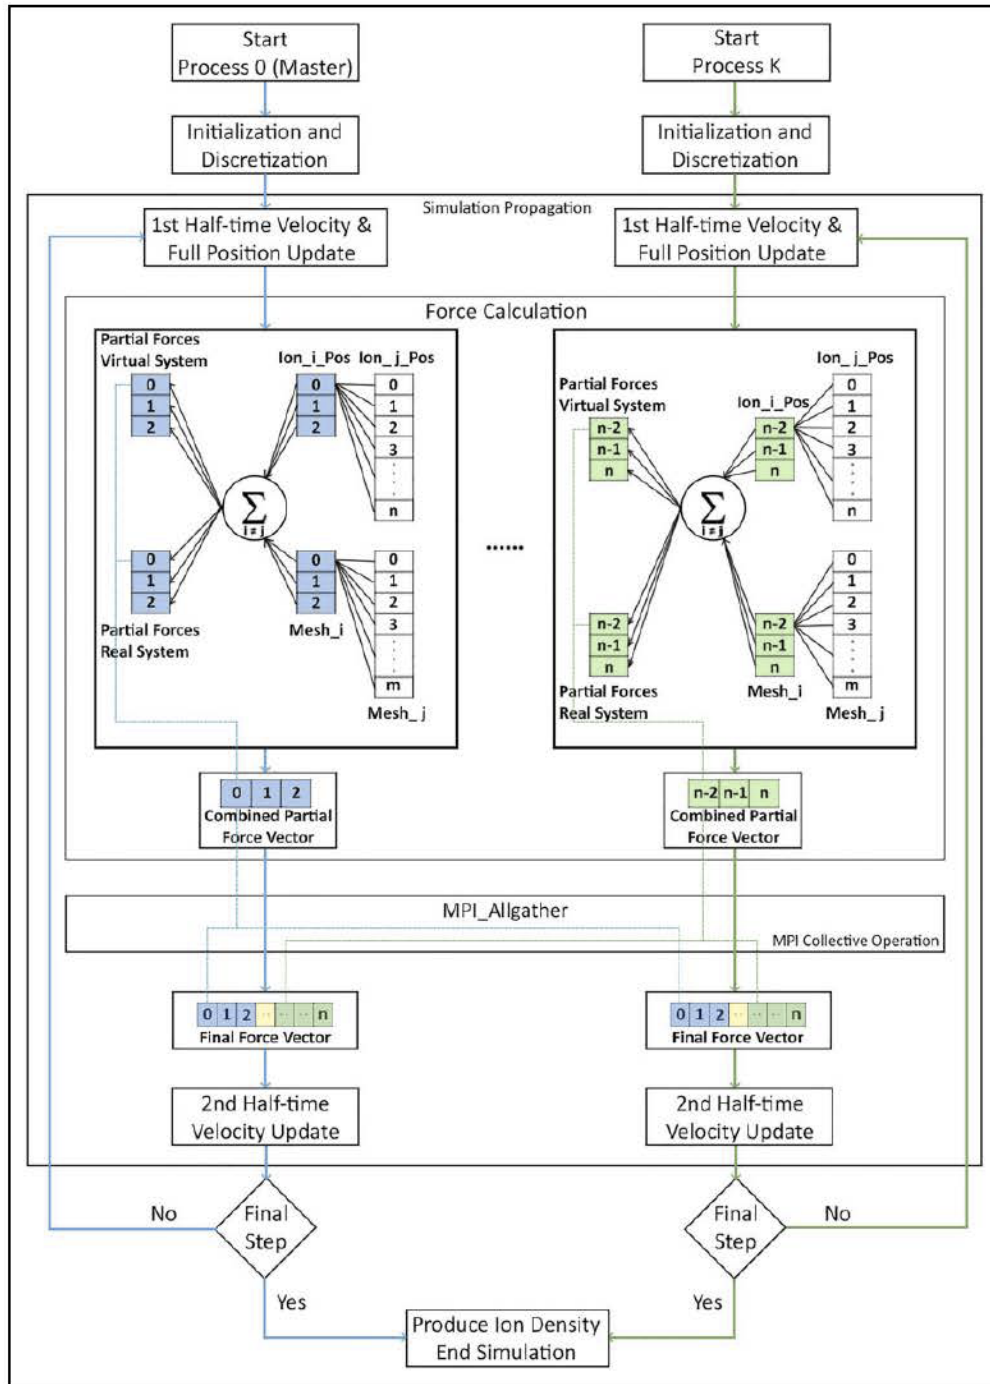 Start
Process 0 (Master)
Start
Process K
Initialization and
Discretization
Initialization and
Discretization
Simulation Propagation
1st Half-time Velocity &
Full Position Update
1st Half-time Velocity &
Full Position Update
Force Calculation
Partial Forces
Virtual System
0
1
2
Ion_i_Pos
0
1
2
Ion_j_Pos
0
1
2
3
.
.
.
.
n
∑
i ≠ j
0
1
2
Partial Forces
Real System
0
1
2
Mesh_i
0
1
2
3
.
.
.
.
m
Mesh_j
......
Partial Forces
Virtual System
n-2
n-1
n
Ion_i_Pos
n-2
n-1
n
Ion_j_Pos
0
1
2
3
.
.
.
.
n
∑
i ≠ j
n-2
n-1
n
Partial Forces
Real System
n-2
n-1
n
Mesh_i
0
1
2
3
.
.
.
.
m
Mesh_j
0 1 2
Combined Partial
Force Vector
n-2 n-1 n
Combined Partial
Force Vector
MPI_Allgather
MPI Collective Operation
0 1 2 .. .. .. n
Final Force Vector
0 1 2 .. .. .. n
Final Force Vector
2nd Half-time
Velocity Update
2nd Half-time
Velocity Update
No
Final
Step
Final
Step
No
Yes
Yes
Produce Ion Density
End Simulation